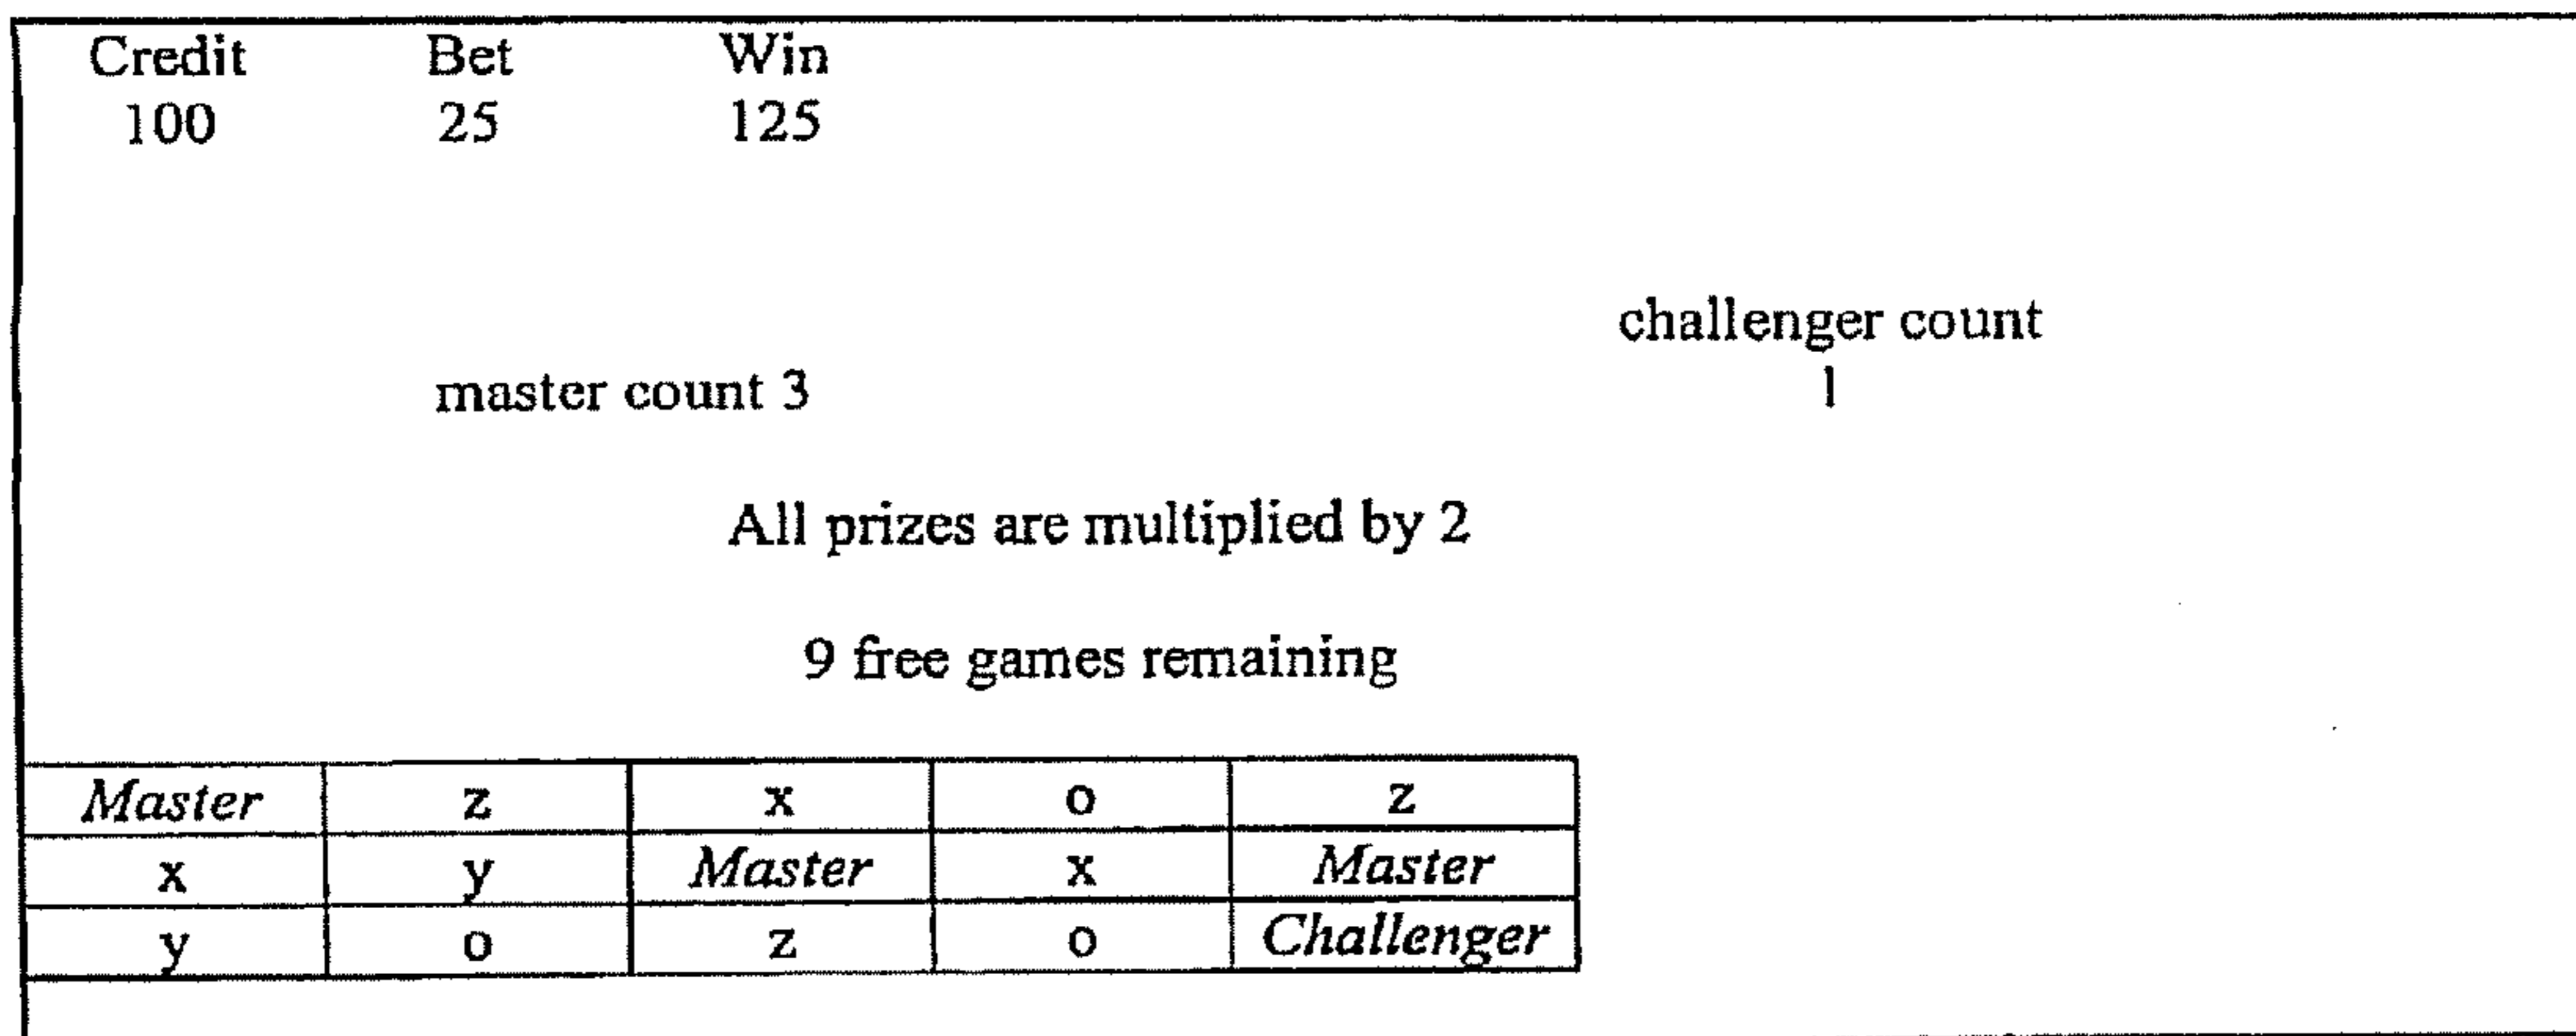 Credit Bet Win
100 25 125
challenger count
master count 3 1
All prizes are multiplied by 2
9 free games remaining
Master z x o z
x y Master x Master
y o z o Challenger